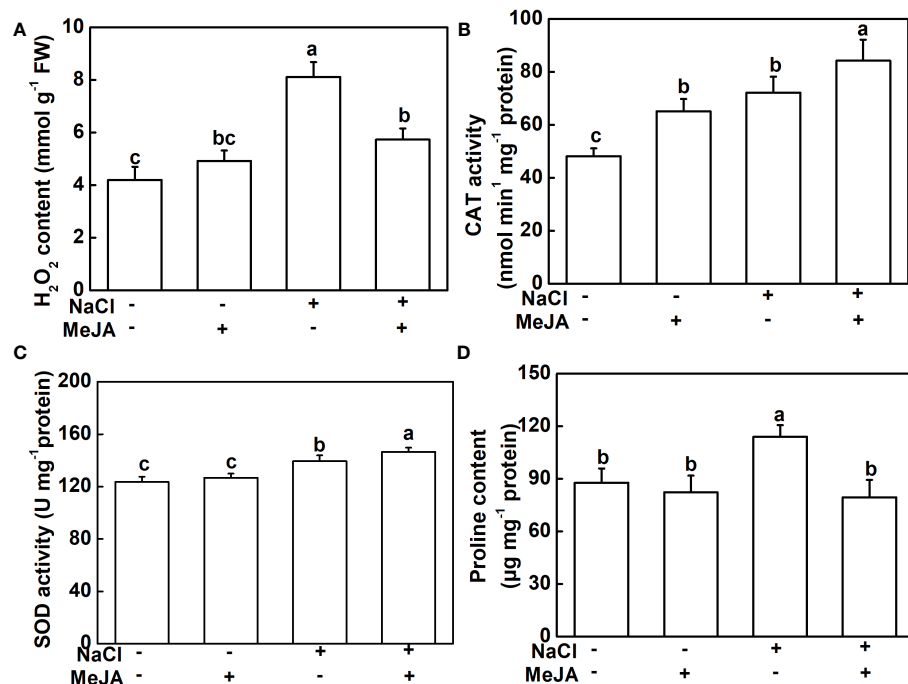 A
H₂O₂ content (mmol g⁻¹ FW)
10
8
6
4
2
0
c
bc
a
b
NaCl - - + +
MeJA - + - +
B
CAT activity
(nmol min¹ mg⁻¹ protein)
100
80
60
40
20
0
c
b
b
a
NaCl - - + +
MeJA - + - +
C
SOD activity (U mg⁻¹protein)
200
160
120
80
40
0
c
c
b
a
NaCl - - + +
MeJA - + - +
D
Proline content
(µg mg⁻¹ protein)
150
120
90
60
30
0
b
b
a
b
NaCl - - + +
MeJA - + - +